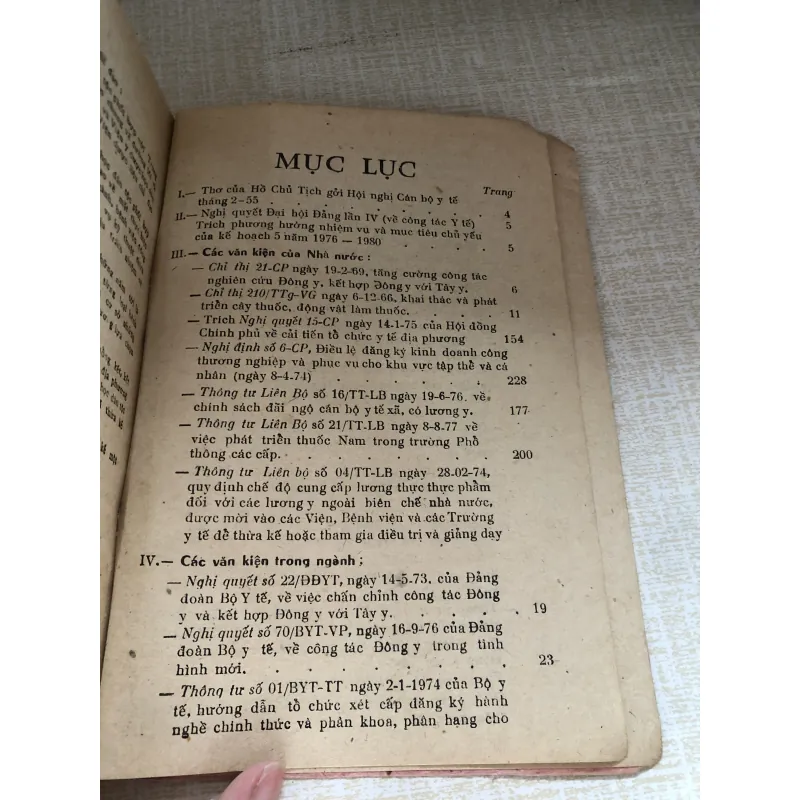 MỤC LỤC
Trang
I.— Thơ của Hồ Chủ Tịch gửi Hội nghị Cán bộ y tế
tháng 2-55 . . . . . . . . . 4
II.— Nghị quyết Đại hội Đảng lần IV (về công tác Y tế) 5
Trích phương hướng nhiệm vụ và mục tiêu chủ yếu
của kế hoạch 5 năm 1976 — 1980 . . . . 5
III.— Các văn kiện của Nhà nước :
— Chỉ thị 21-CP ngày 19-2-69, tăng cường công tác
nghiên cứu Đông y, kết hợp Đông y với Tây y. 6
— Chỉ thị 210/TTg-VG ngày 6-12-66, khai thác và phát
triển cây thuốc, động vật làm thuốc. . . . 11
— Trích Nghị quyết 15-CP ngày 14-1-75 của Hội đồng
Chính phủ về cải tiến tổ chức y tế địa phương 154
— Nghị định số 6-CP, Điều lệ đăng ký kinh doanh công
thương nghiệp và phục vụ cho khu vực tập thể và cá
nhân (ngày 8-4-74) . . . . . . 228
— Thông tư Liên Bộ số 16/TT-LB ngày 19-6-76. về
chính sách đãi ngộ cán bộ y tế xã, có lương y. 177
— Thông tư Liên Bộ số 21/TT-LB ngày 8-8-77 về
việc phát triển thuốc Nam trong trường Phổ
thông các cấp. . . . . . . . 200
— Thông tư Liên bộ số 04/TT-LB ngày 28-02-74,
quy định chế độ cung cấp lương thực thực phẩm
đối với các lương y ngoài biên chế nhà nước,
được mời vào các Viện, Bệnh viện và các Trường
y tế để thừa kế hoặc tham gia điều trị và giảng dạy
IV.— Các văn kiện trong ngành ;
— Nghị quyết số 22/ĐĐYT, ngày 14-5-73. của Đảng
đoàn Bộ Y tế, về việc chấn chỉnh công tác Đông
y và kết hợp Đông y với Tây y. . . . . 19
— Nghị quyết số 70/BYT-VP, ngày 16-9-76 của Đảng
đoàn Bộ y tế, về công tác Đông y trong tình
hình mới. . . . . . . . . 23
— Thông tư số 01/BYT-TT ngày 2-1-1974 của Bộ y
tế, hướng dẫn tổ chức xét cấp đăng ký hành
nghề chính thức và phân khoa, phân hạng cho